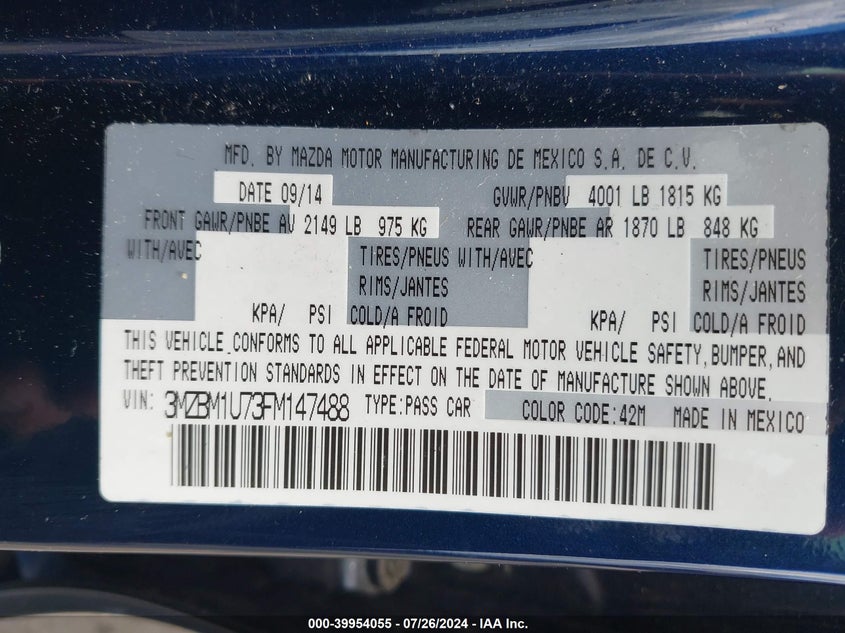 MFD. BY MAZDA MOTOR MANUFACTURING DE MEXICO S.A. DE C.V.
DATE 09/14 GVWR/PNBV 4001 LB 1815 KG
FRONT GAWR/PNBE AV 2149 LB 975 KG REAR GAWR/PNBE AR 1870 LB 848 KG
WITH/AVEC TIRES/PNEUS WITH/AVEC TIRES/PNEUS
RIMS/JANTES RIMS/JANTES
KPA/ PSI COLD/A FROID KPA/ PSI COLD/A FROID
THIS VEHICLE CONFORMS TO ALL APPLICABLE FEDERAL MOTOR VEHICLE SAFETY, BUMPER, AND
THEFT PREVENTION STANDARDS IN EFFECT ON THE DATE OF MANUFACTURE SHOWN ABOVE.
VIN: 3MZBM1U73FM147488 TYPE:PASS CAR COLOR CODE:42M MADE IN MEXICO
000-39954055 - 07/26/2024 - IAA Inc.